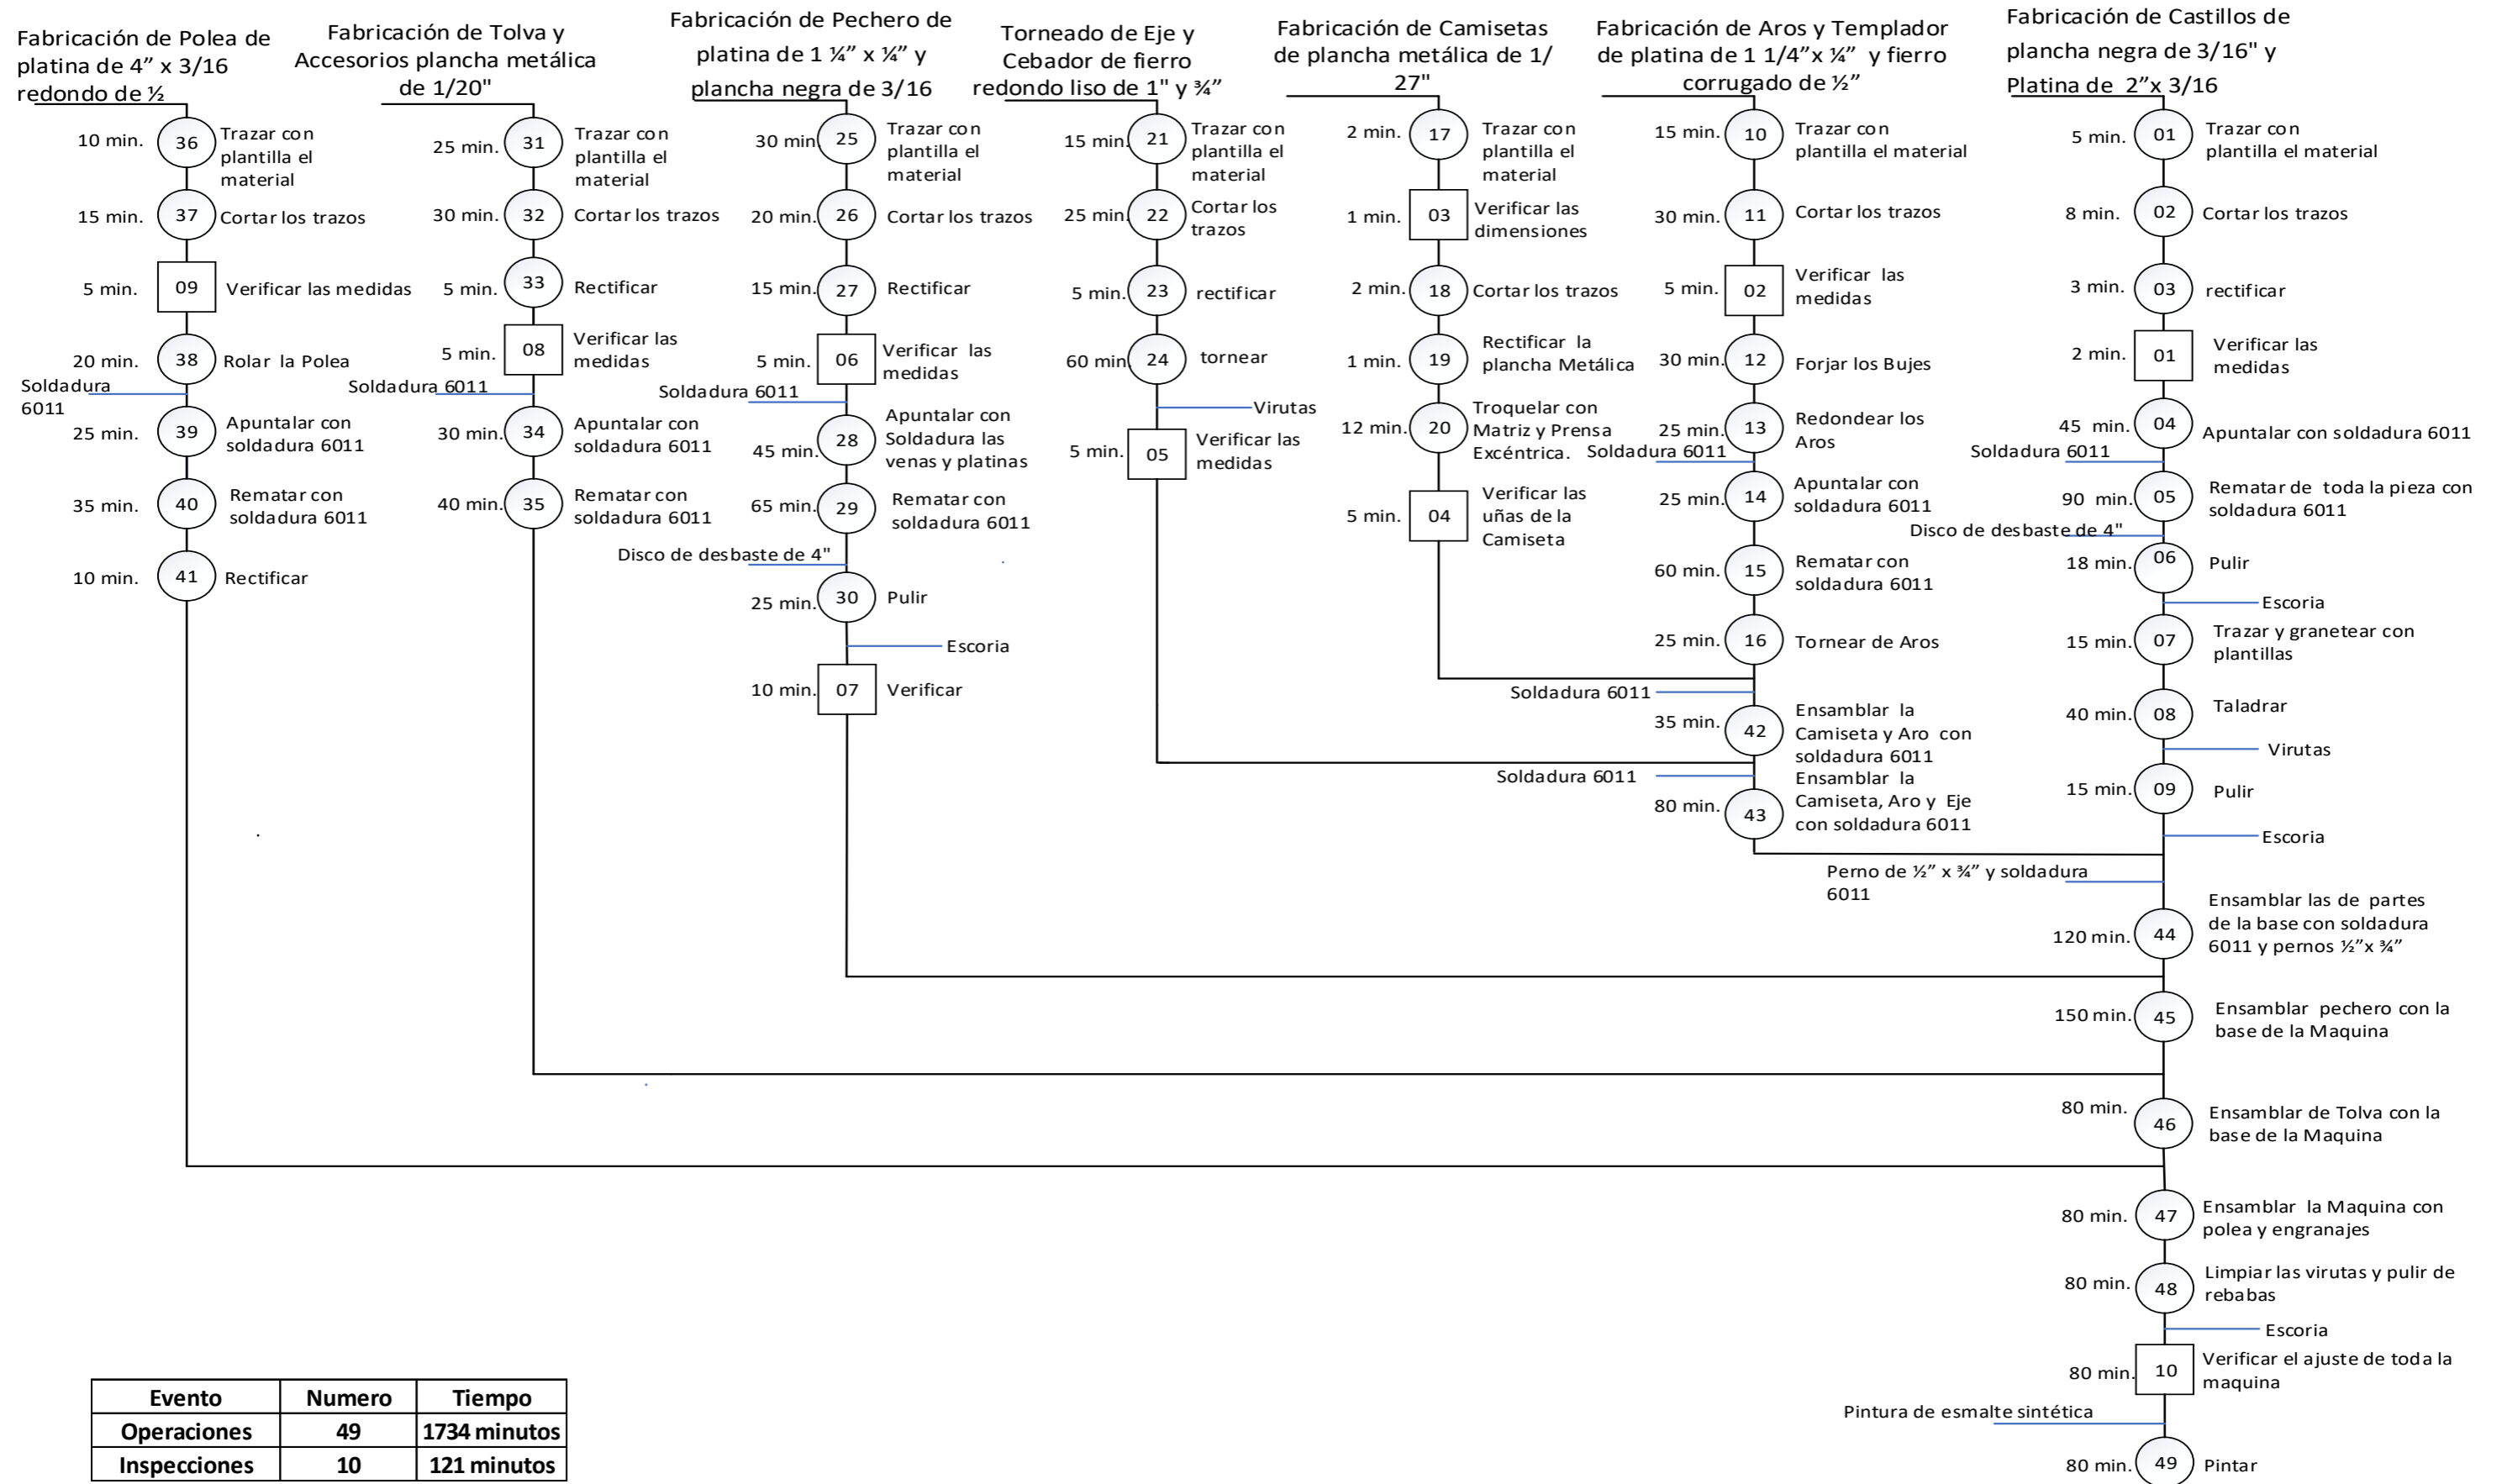 Fabricación de Polea de
platina de 4” x 3/16
redondo de ½
10 min.
36
Trazar con
plantilla el
material
15 min.
37
Cortar los trazos
5 min.
09
Verificar las medidas
20 min.
38
Rolar la Polea
Soldadura
6011
25 min.
39
Apuntalar con
soldadura 6011
35 min.
40
Rematar con
soldadura 6011
10 min.
41
Rectificar
Fabricación de Tolva y
Accesorios plancha metálica
de 1/20"
25 min.
31
Trazar con
plantilla el
material
30 min.
32
Cortar los trazos
5 min.
33
Rectificar
5 min.
08
Verificar las
medidas
Soldadura 6011
30 min.
34
Apuntalar con
soldadura 6011
40 min.
35
Rematar con
soldadura 6011
Fabricación de Pechero de
platina de 1 ¼” x ¼” y
plancha negra de 3/16
30 min.
25
Trazar con
plantilla el
material
20 min.
26
Cortar los trazos
15 min.
27
Rectificar
5 min.
06
Verificar las
medidas
Soldadura 6011
45 min.
28
Apuntalar con
Soldadura las
venas y platinas
65 min.
29
Rematar con
soldadura 6011
Disco de desbaste de 4"
25 min.
30
Pulir
Escoria
10 min.
07
Verificar
Torneado de Eje y
Cebador de fierro
redondo liso de 1" y ¾”
15 min.
21
Trazar con
plantilla el
material
25 min.
22
Cortar los
trazos
5 min.
23
rectificar
60 min.
24
tornear
Virutas
5 min.
05
Verificar las
medidas
Fabricación de Camisetas
de plancha metálica de 1/
27"
2 min.
17
Trazar con
plantilla el
material
1 min.
03
Verificar las
dimensiones
2 min.
18
Cortar los trazos
1 min.
19
Rectificar la
plancha Metálica
12 min.
20
Troquelar con
Matriz y Prensa
Excéntrica.
5 min.
04
Verificar las
uñas de la
Camiseta
Fabricación de Aros y Templador
de platina de 1 1/4”x ¼” y fierro
corrugado de ½”
15 min.
10
Trazar con
plantilla el material
30 min.
11
Cortar los trazos
5 min.
02
Verificar las
medidas
30 min.
12
Forjar los Bujes
25 min.
13
Redondear los
Aros
Soldadura 6011
25 min.
14
Apuntalar con
soldadura 6011
60 min.
15
Rematar con
soldadura 6011
25 min.
16
Tornear de Aros
Soldadura 6011
35 min.
42
Ensamblar la
Camiseta y Aro con
soldadura 6011
Soldadura 6011
80 min.
43
Ensamblar la
Camiseta, Aro y Eje
con soldadura 6011
Fabricación de Castillos de
plancha negra de 3/16" y
Platina de 2”x 3/16
5 min.
01
Trazar con
plantilla el material
8 min.
02
Cortar los trazos
3 min.
03
rectificar
2 min.
01
Verificar las
medidas
45 min.
04
Apuntalar con soldadura 6011
Soldadura 6011
90 min.
05
Rematar de toda la pieza con
soldadura 6011
Disco de desbaste de 4"
18 min.
06
Pulir
Escoria
15 min.
07
Trazar y granetear con
plantillas
40 min.
08
Taladrar
Virutas
15 min.
09
Pulir
Escoria
Perno de ½” x ¾” y soldadura
6011
120 min.
44
Ensamblar las de partes
de la base con soldadura
6011 y pernos ½”x ¾”
150 min.
45
Ensamblar pechero con la
base de la Maquina
80 min.
46
Ensamblar de Tolva con la
base de la Maquina
80 min.
47
Ensamblar la Maquina con
polea y engranajes
80 min.
48
Limpiar las virutas y pulir de
rebabas
Escoria
80 min.
10
Verificar el ajuste de toda la
maquina
Pintura de esmalte sintética
80 min.
49
Pintar
Evento Numero Tiempo
Operaciones 49 1734 minutos
Inspecciones 10 121 minutos